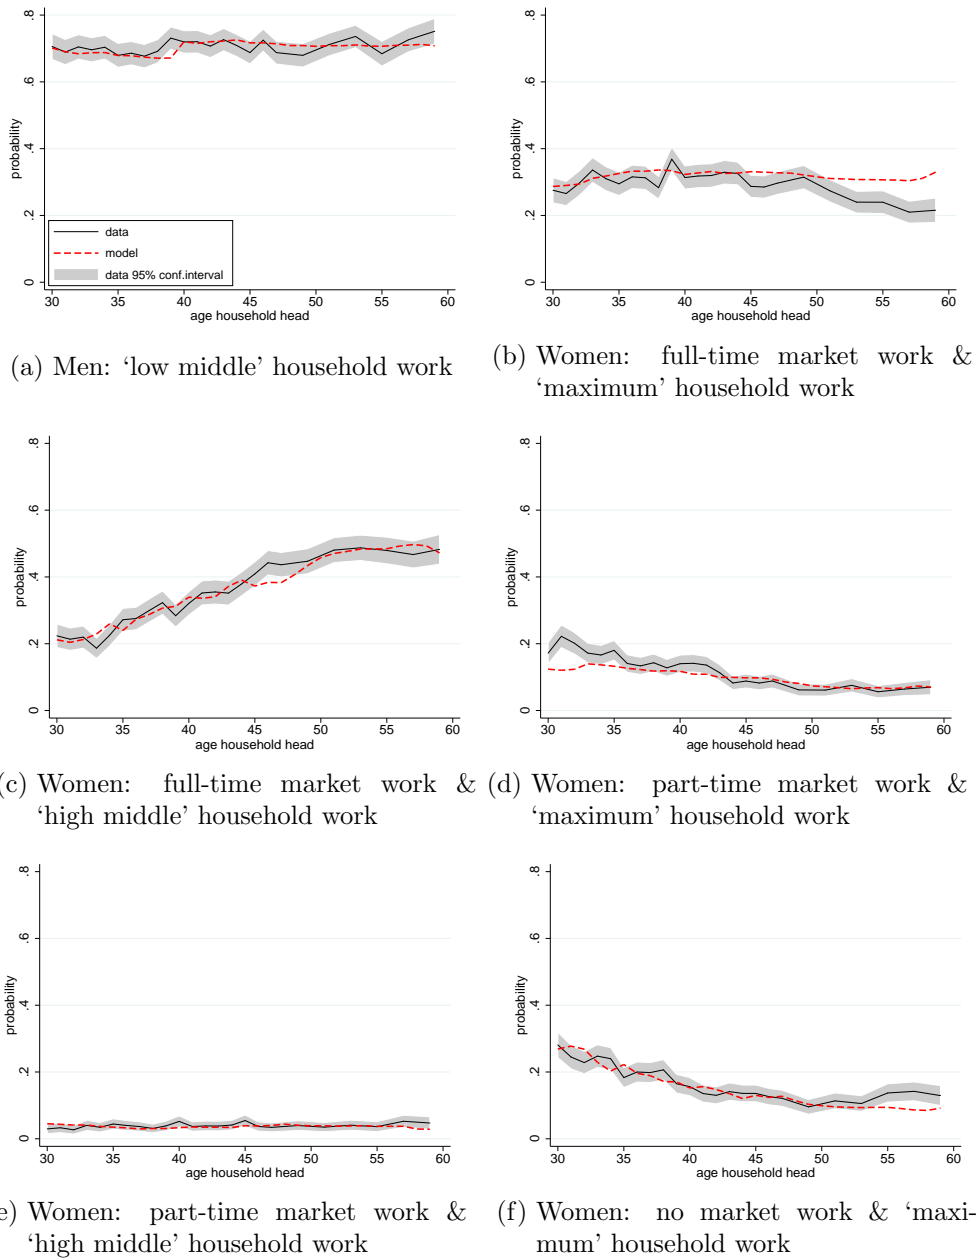 .8
.6
.4
.2
0
probability
data
model
data 95% conf.interval
30 35 40 45 50 55 60
age household head
(a) Men: ‘low middle’ household work
.8
.6
.4
.2
0
probability
30 35 40 45 50 55 60
age household head
(b) Women: full-time market work &
‘maximum’ household work
.8
.6
.4
.2
0
probability
30 35 40 45 50 55 60
age household head
c) Women: full-time market work &
‘high middle’ household work
.8
.6
.4
.2
0
probability
30 35 40 45 50 55 60
age household head
(d) Women: part-time market work &
‘maximum’ household work
.8
.6
.4
.2
0
probability
30 35 40 45 50 55 60
age household head
e) Women: part-time market work &
‘high middle’ household work
.8
.6
.4
.2
0
probability
30 35 40 45 50 55 60
age household head
(f) Women: no market work & ‘maxi-
mum’ household work